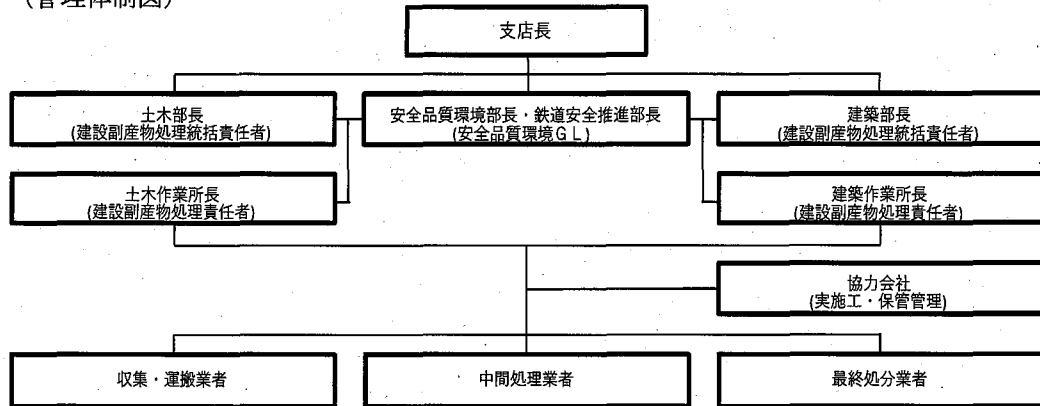 (管理体制図)
支店長
土木部長
(建設副産物処理統括責任者)
安全品質環境部長・鉄道安全推進部長
(安全品質環境GL)
建築部長
(建設副産物処理統括責任者)
土木作業所長
(建設副産物処理責任者)
建築作業所長
(建設副産物処理責任者)
協力会社
(実施工・保管管理)
収集・運搬業者
中間処理業者
最終処分業者